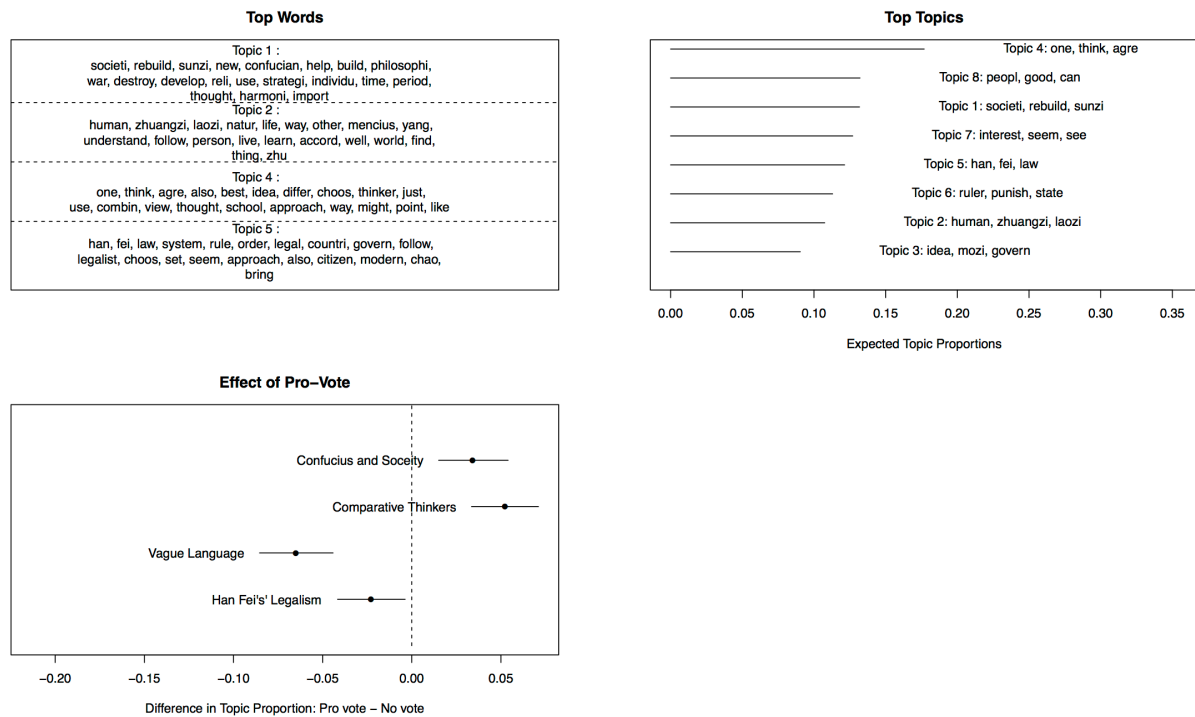 Top Words
Topic 1 :
societi, rebuild, sunzi, new, confucian, help, build, philosophi,
war, destroy, develop, reli, use, strategi, individu, time, period,
thought, harmoni, import
Topic 2 :
human, zhuangzi, laozi, natur, life, way, other, mencius, yang,
understand, follow, person, live, learn, accord, well, world, find,
thing, zhu
Topic 4 :
one, think, agre, also, best, idea, differ, choos, thinker, just,
use, combin, view, thought, school, approach, way, might, point, like
Topic 5 :
han, fei, law, system, rule, order, legal, countri, govern, follow,
legalist, choos, set, seem, approach, also, citizen, modern, chao,
bring
Top Topics
Topic 4: one, think, agre
Topic 8: peopl, good, can
Topic 1: societi, rebuild, sunzi
Topic 7: interest, seem, see
Topic 5: han, fei, law
Topic 6: ruler, punish, state
Topic 2: human, zhuangzi, laozi
Topic 3: idea, mozi, govern
0.00 0.05 0.10 0.15 0.20 0.25 0.30 0.35
Expected Topic Proportions
Effect of Pro−Vote
Confucius and Soceity
Comparative Thinkers
Vague Language
Han Fei's' Legalism
−0.20 −0.15 −0.10 −0.05 0.00 0.05
Difference in Topic Proportion: Pro vote − No vote